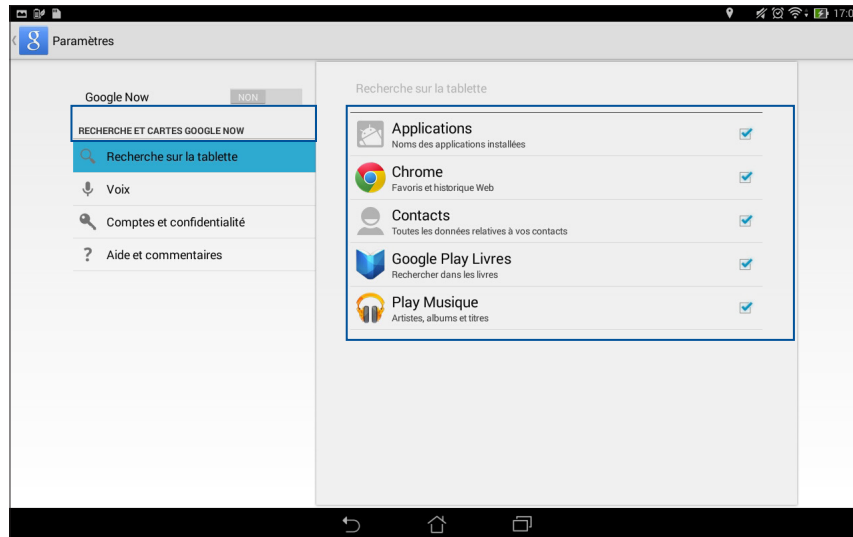 17:0
Paramètres
Google Now NON
RECHERCHE ET CARTES GOOGLE NOW
Recherche sur la tablette
Voix
Comptes et confidentialité
Aide et commentaires
Recherche sur la tablette
Applications
Noms des applications installées
Chrome
Favoris et historique Web
Contacts
Toutes les données relatives à vos contacts
Google Play Livres
Rechercher dans les livres
Play Musique
Artistes, albums et titres